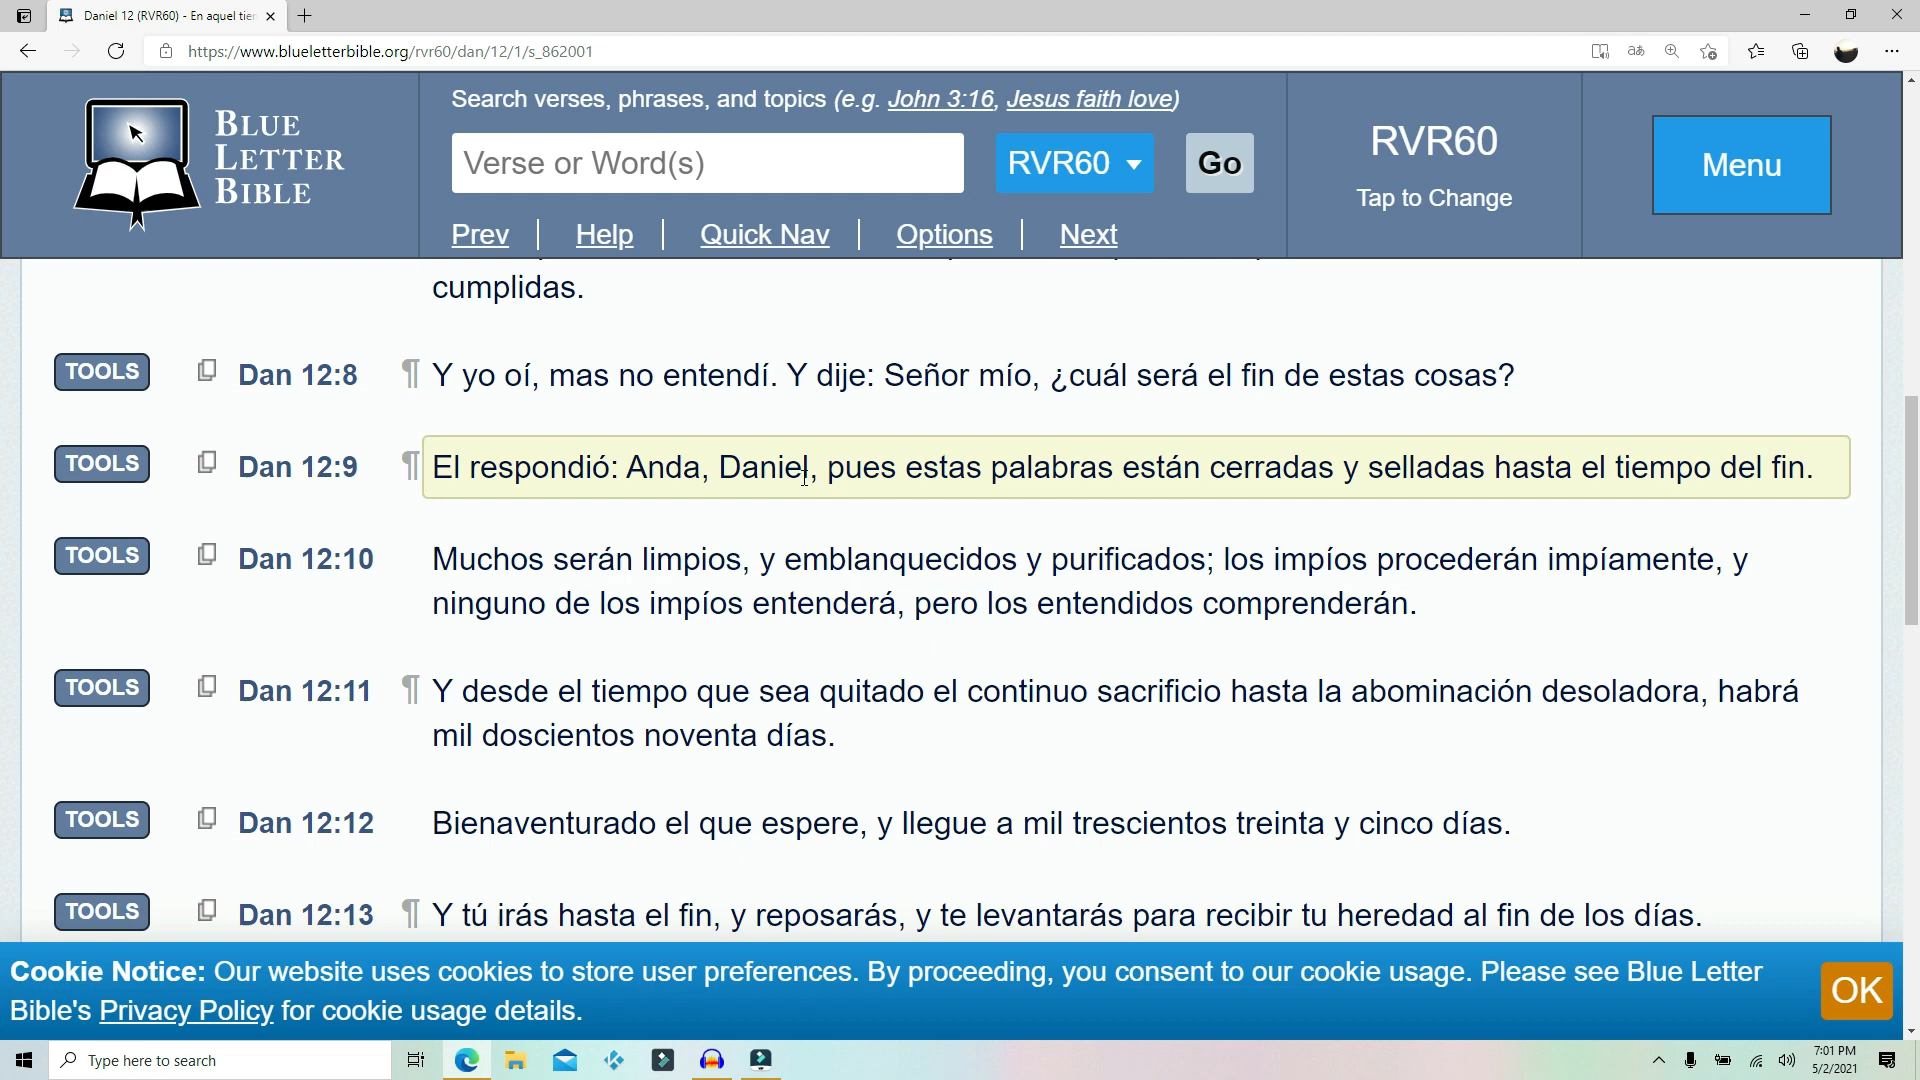 Daniel 12 (RVR60) - En aquel tier
https://www.blueletterbible.org/rvr60/dan/12/1/s_862001
BLUE
LETTER
BIBLE
Search verses, phrases, and topics (e.g. John 3:16, Jesus faith love)
Verse or Word(s)
RVR60
Go
Prev
Help
Quick Nav
Options
Next
RVR60
Tap to Change
Menu
cumplidas.
TOOLS Dan 12:8 ¶ Y yo oí, mas no entendí. Y dije: Señor mío, ¿cuál será el fin de estas cosas?
TOOLS Dan 12:9 ¶ El respondió: Anda, Daniel, pues estas palabras están cerradas y selladas hasta el tiempo del fin.
TOOLS Dan 12:10 Muchos serán limpios, y emblanquecidos y purificados; los impíos procederán impíamente, y
ninguno de los impíos entenderá, pero los entendidos comprenderán.
TOOLS Dan 12:11 ¶ Y desde el tiempo que sea quitado el continuo sacrificio hasta la abominación desoladora, habrá
mil doscientos noventa días.
TOOLS Dan 12:12 Bienaventurado el que espere, y llegue a mil trescientos treinta y cinco días.
TOOLS Dan 12:13 ¶ Y tú irás hasta el fin, y reposarás, y te levantarás para recibir tu heredad al fin de los días.
Cookie Notice: Our website uses cookies to store user preferences. By proceeding, you consent to our cookie usage. Please see Blue Letter
Bible's Privacy Policy for cookie usage details.
OK
Type here to search
7:01 PM
5/2/2021